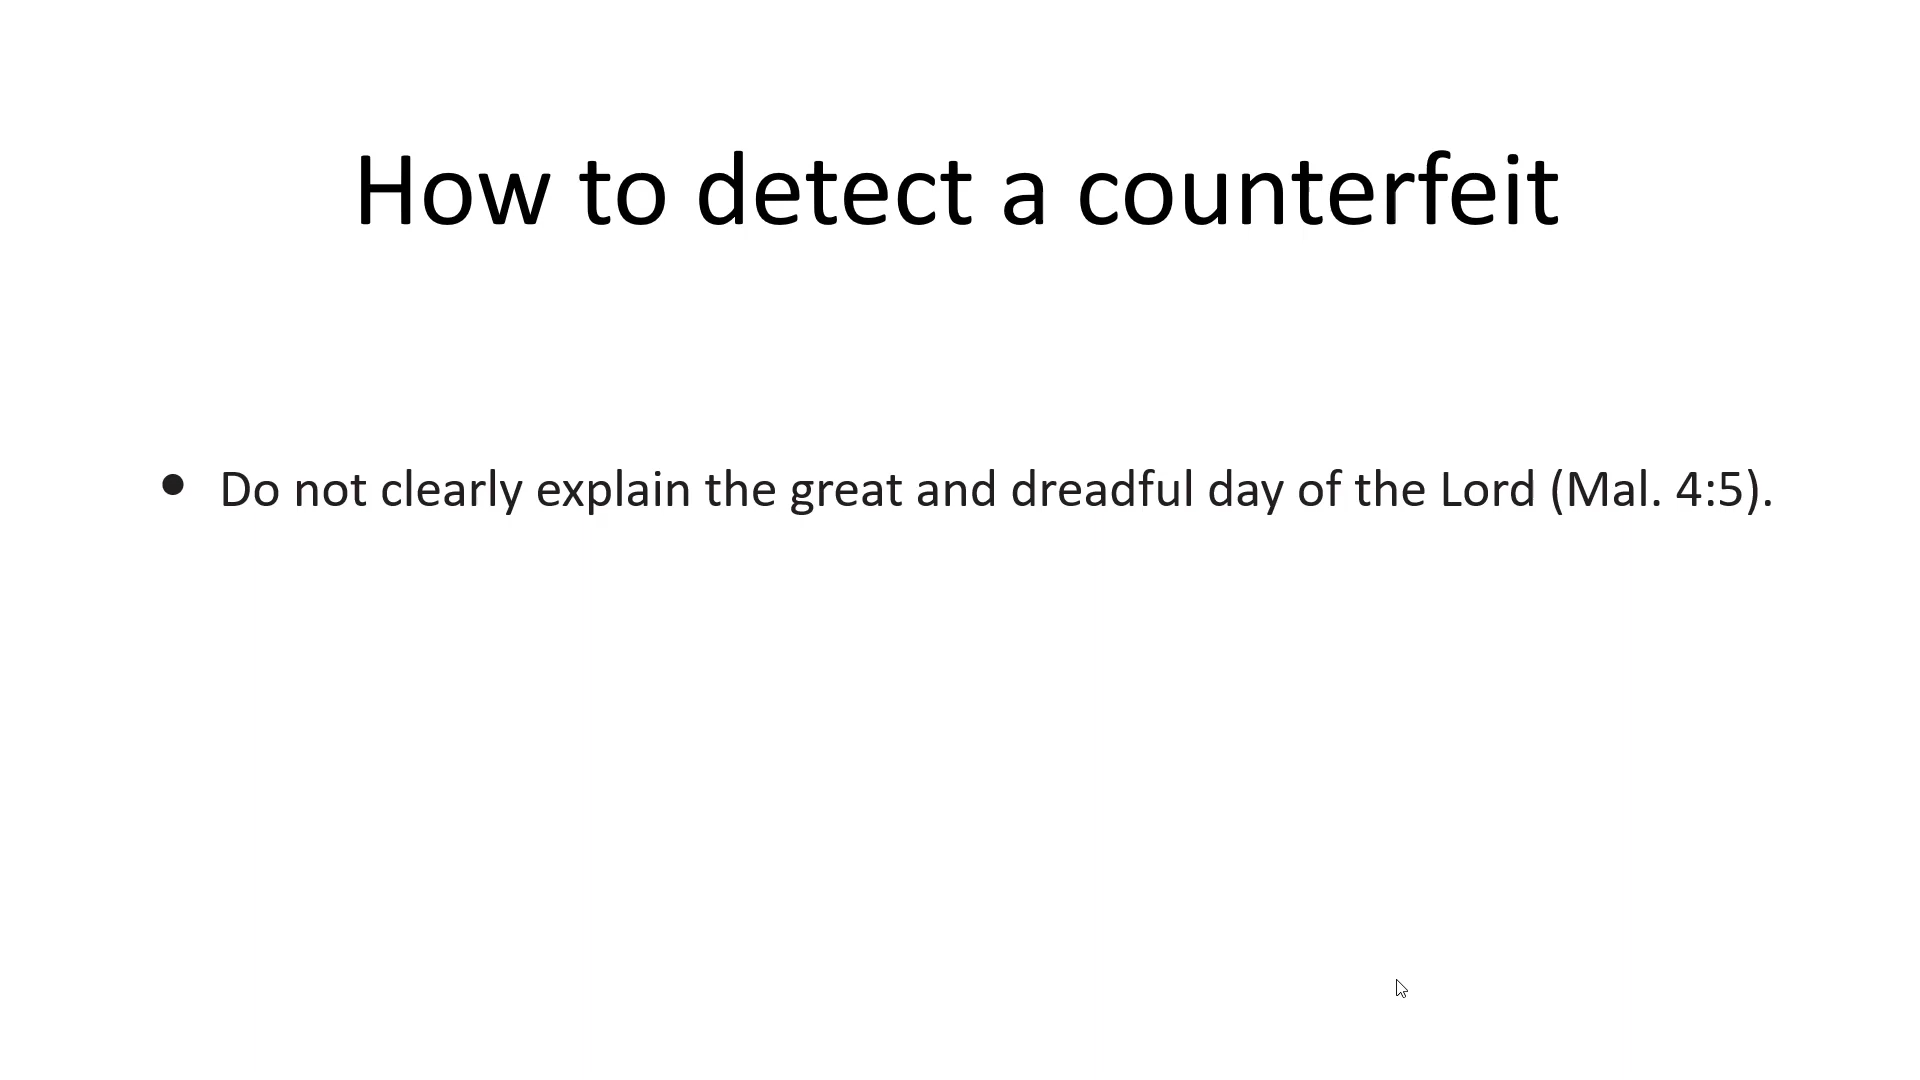 How to detect a counterfeit
• Do not clearly explain the great and dreadful day of the Lord (Mal. 4:5).